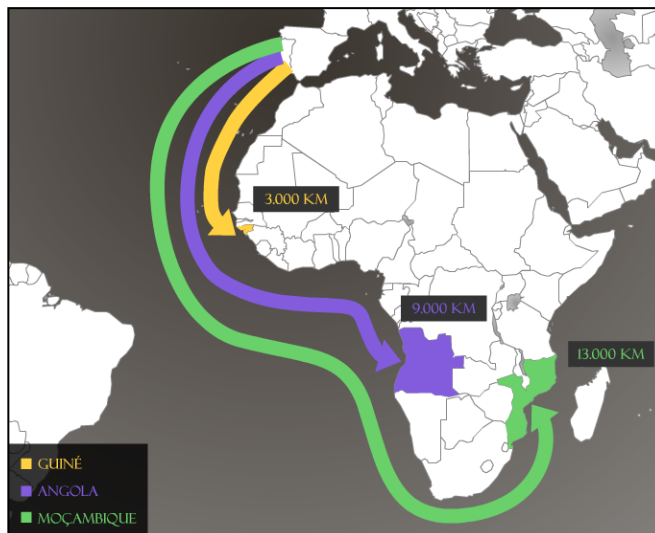 3.000 KM
9.000 KM
13.000 KM
GUINÉ
ANGOLA
MOÇAMBIQUE